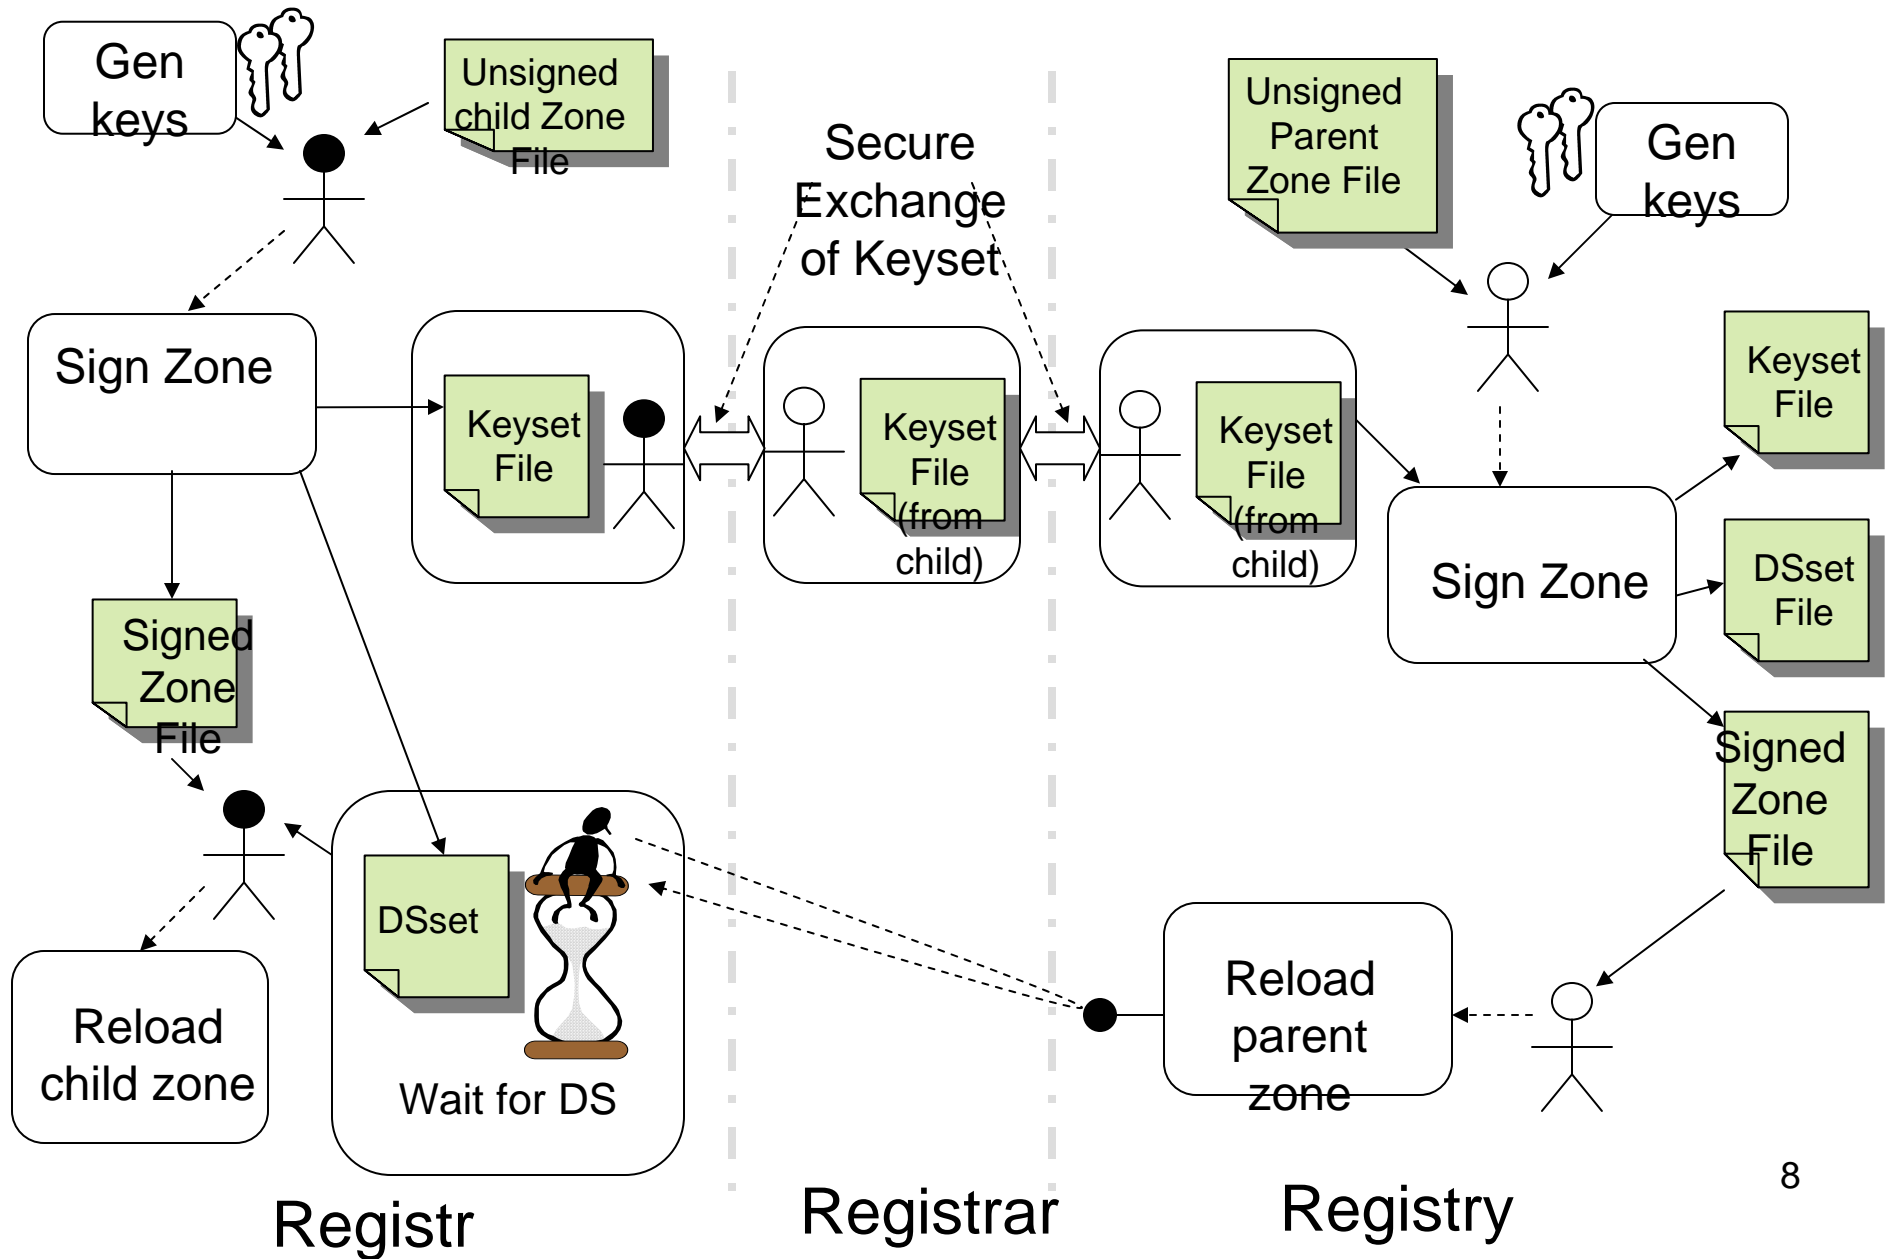 Gen
keys
Unsigned
child Zone
File
Secure
Exchange
of Keyset
Unsigned
Parent
Zone File
Gen
keys
Sign Zone
Keyset
File
Keyset
File
(from
child)
Keyset
File
(from
child)
Sign Zone
Keyset
File
DSset
File
Signed
Zone
File
Signed
Zone
File
DSset
Wait for DS
Reload
child zone
Reload
parent
zone
8
Registr
Registrar
Registry